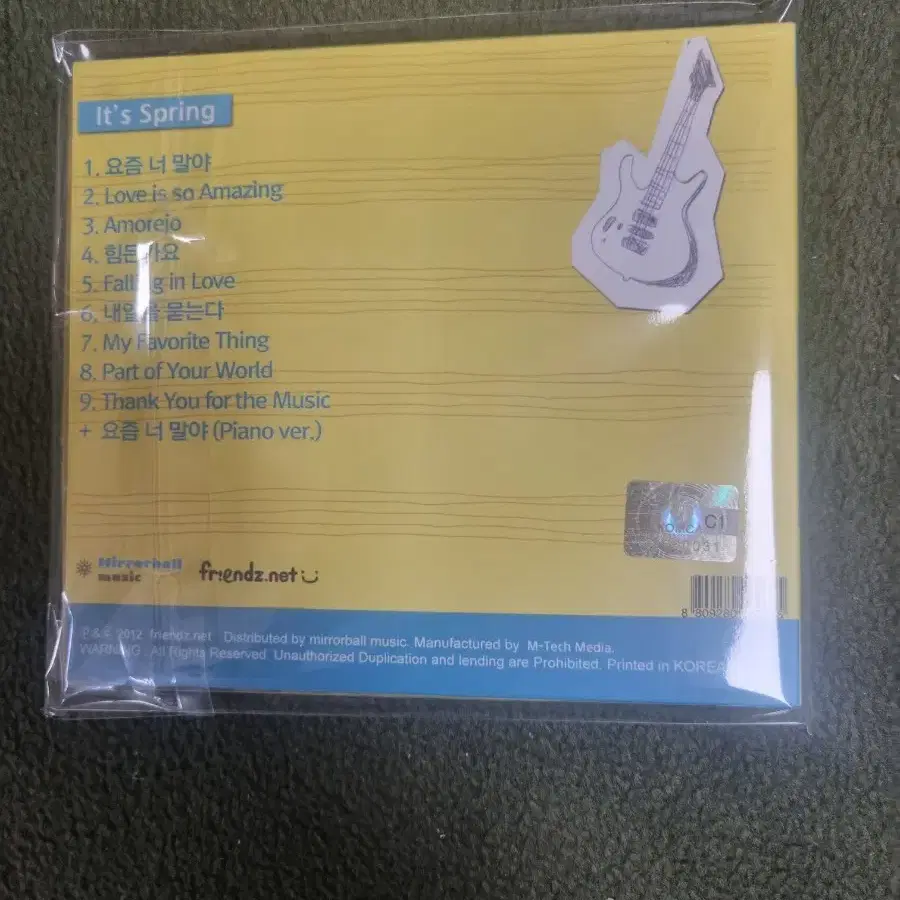 It's Spring
1. 요즘 너 말야
2. Love is so Amazing
3. Amorejo
4. 힘든가요
5. Falling in Love
6. 내일을 묻는다
7. My Favorite Thing
8. Part of Your World
9. Thank You for the Music
+ 요즘 너 말야 (Piano ver.)
C1
Mirrorball
music
friendz.net
P & C 2012 friendz.net Distributed by mirrorball music. Manufactured by M-Tech Media.
WARNING : All Rights Reserved. Unauthorized Duplication and lending are Prohibited. Printed in KOREA